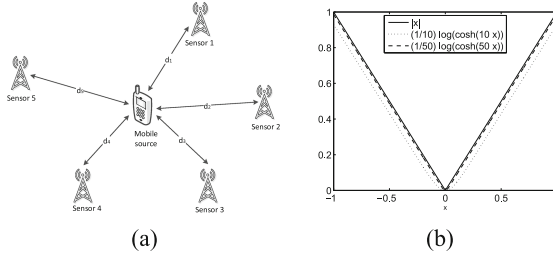 Sensor 1
d₁
Sensor 5
d₅
d₂
Sensor 2
Mobile
source
d₄
d₃
Sensor 4
Sensor 3
(a)
1
|x|
(1/10) log(cosh(10 x))
(1/50) log(cosh(50 x))
0.8
0.6
0.4
0.2
0
−1
−0.5
0
0.5
x
(b)